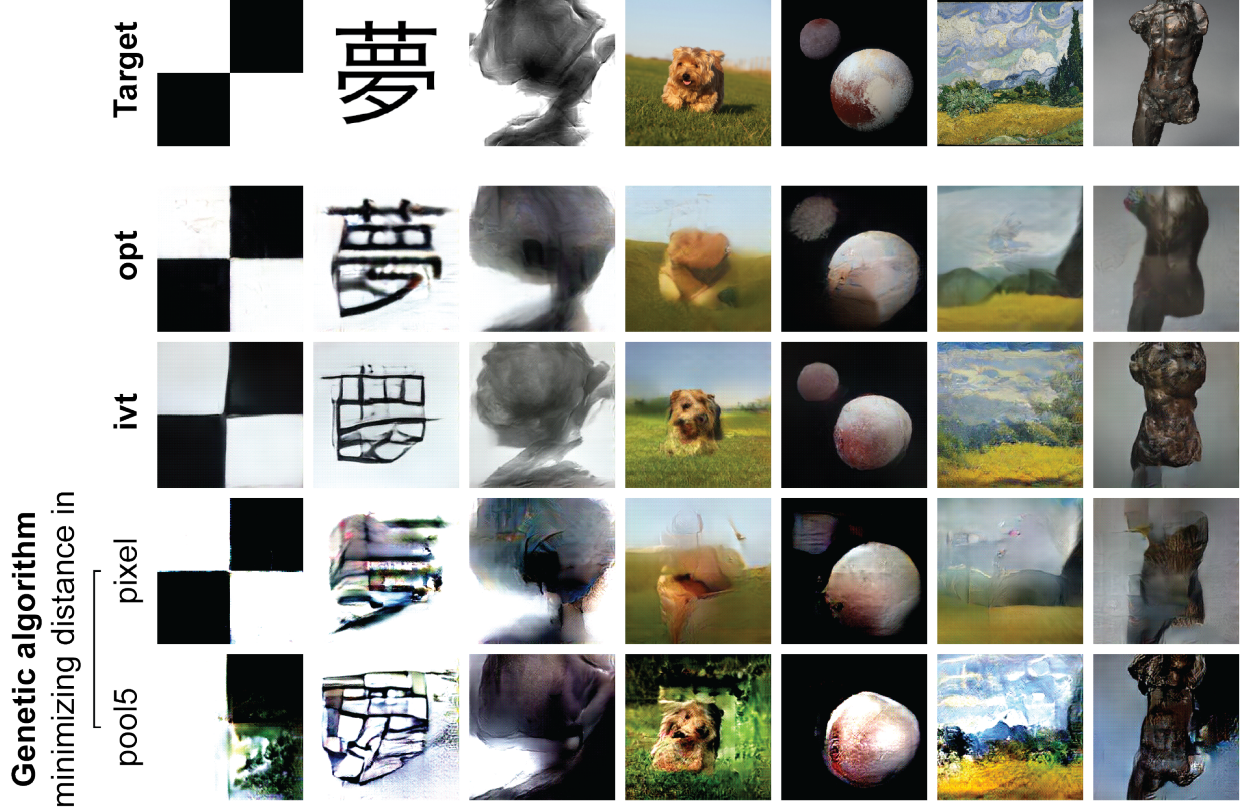 Target
夢
opt
ivt
Genetic algorithm
minimizing distance in
pixel
pool5